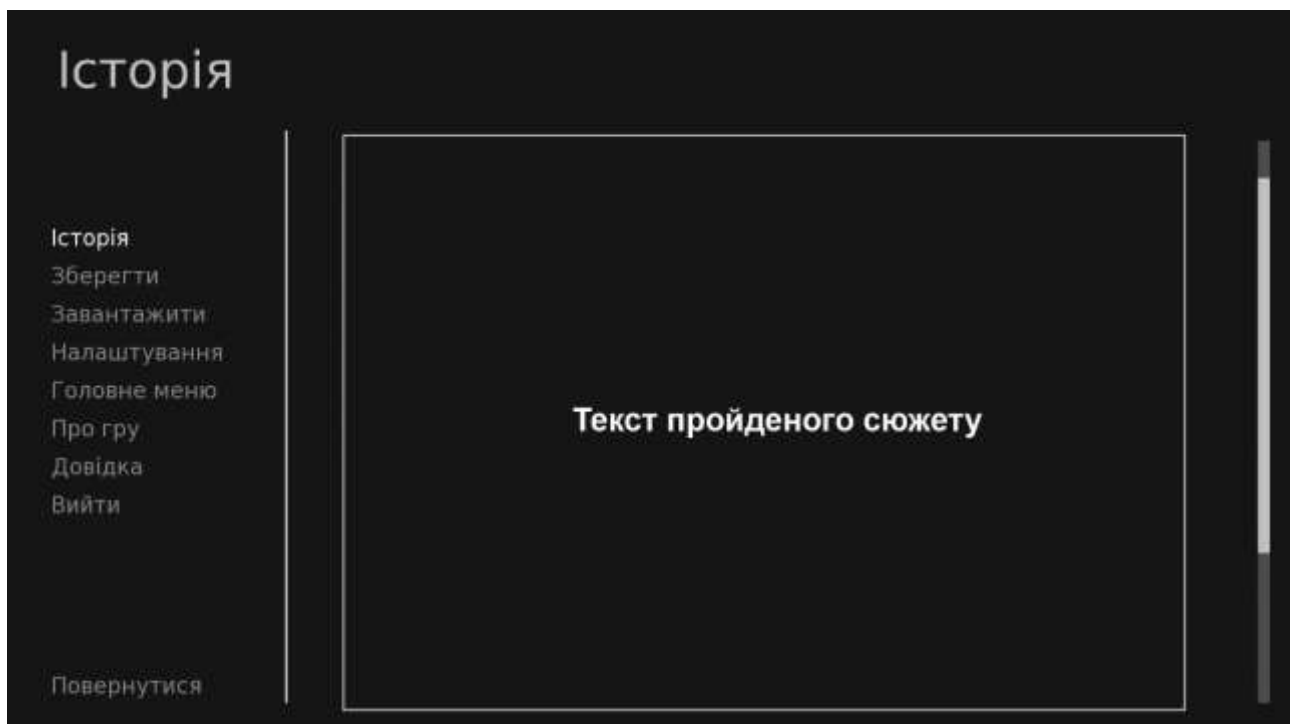 Історія
Історія
Зберегти
Завантажити
Налаштування
Головне меню
Про гру
Довідка
Вийти
Повернутися
Текст пройденого сюжету